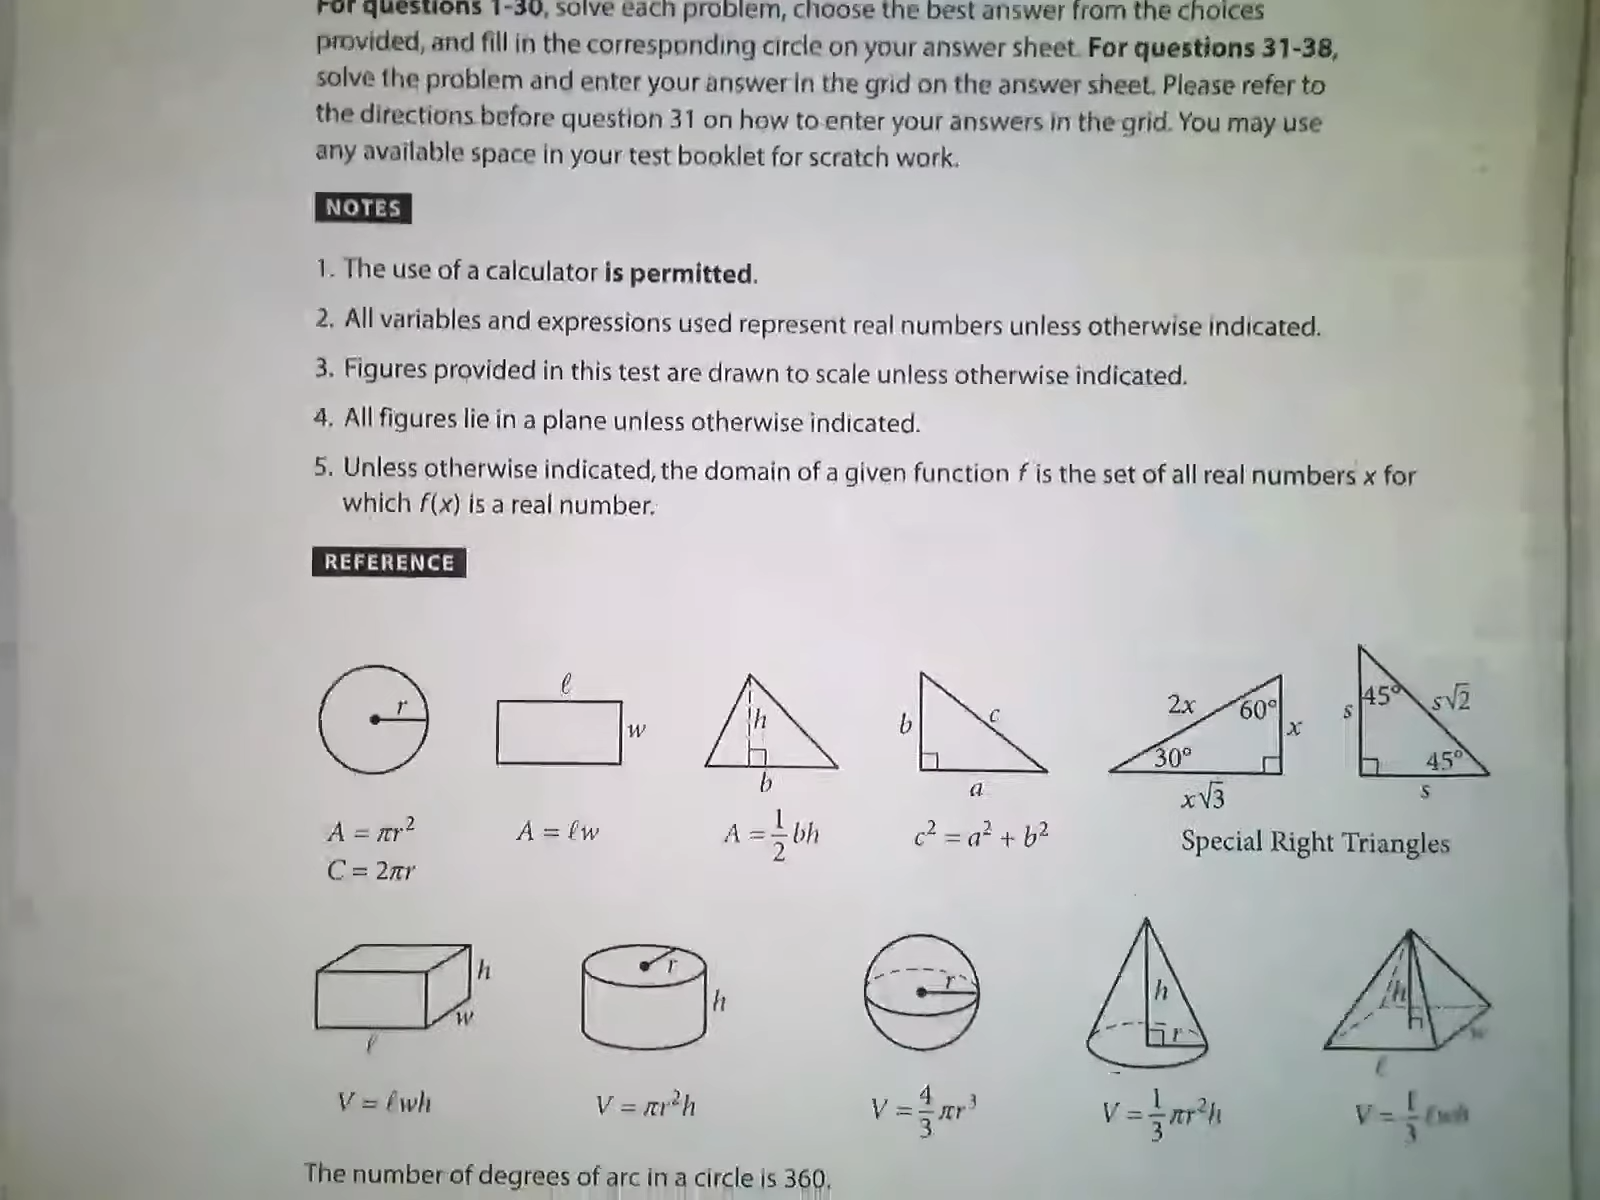 For questions 1-30, solve each problem, choose the best answer from the choices
provided, and fill in the corresponding circle on your answer sheet. For questions 31-38,
solve the problem and enter your answer in the grid on the answer sheet. Please refer to
the directions before question 31 on how to enter your answers in the grid. You may use
any available space in your test booklet for scratch work.
NOTES
1. The use of a calculator is permitted.
2. All variables and expressions used represent real numbers unless otherwise indicated.
3. Figures provided in this test are drawn to scale unless otherwise indicated.
4. All figures lie in a plane unless otherwise indicated.
5. Unless otherwise indicated, the domain of a given function f is the set of all real numbers x for
which f(x) is a real number.
REFERENCE
r
ℓ
w
h
b
b
c
a
2x
60°
x
30°
x√3
s
45°
s√2
45°
s
A = πr²
C = 2πr
A = ℓw
A = 1/2 bh
c² = a² + b²
Special Right Triangles
h
w
ℓ
r
h
r
h
r
h
w
ℓ
V = ℓwh
V = πr²h
V = 4/3 πr³
V = 1/3 πr²h
V = 1/3 ℓwh
The number of degrees of arc in a circle is 360.